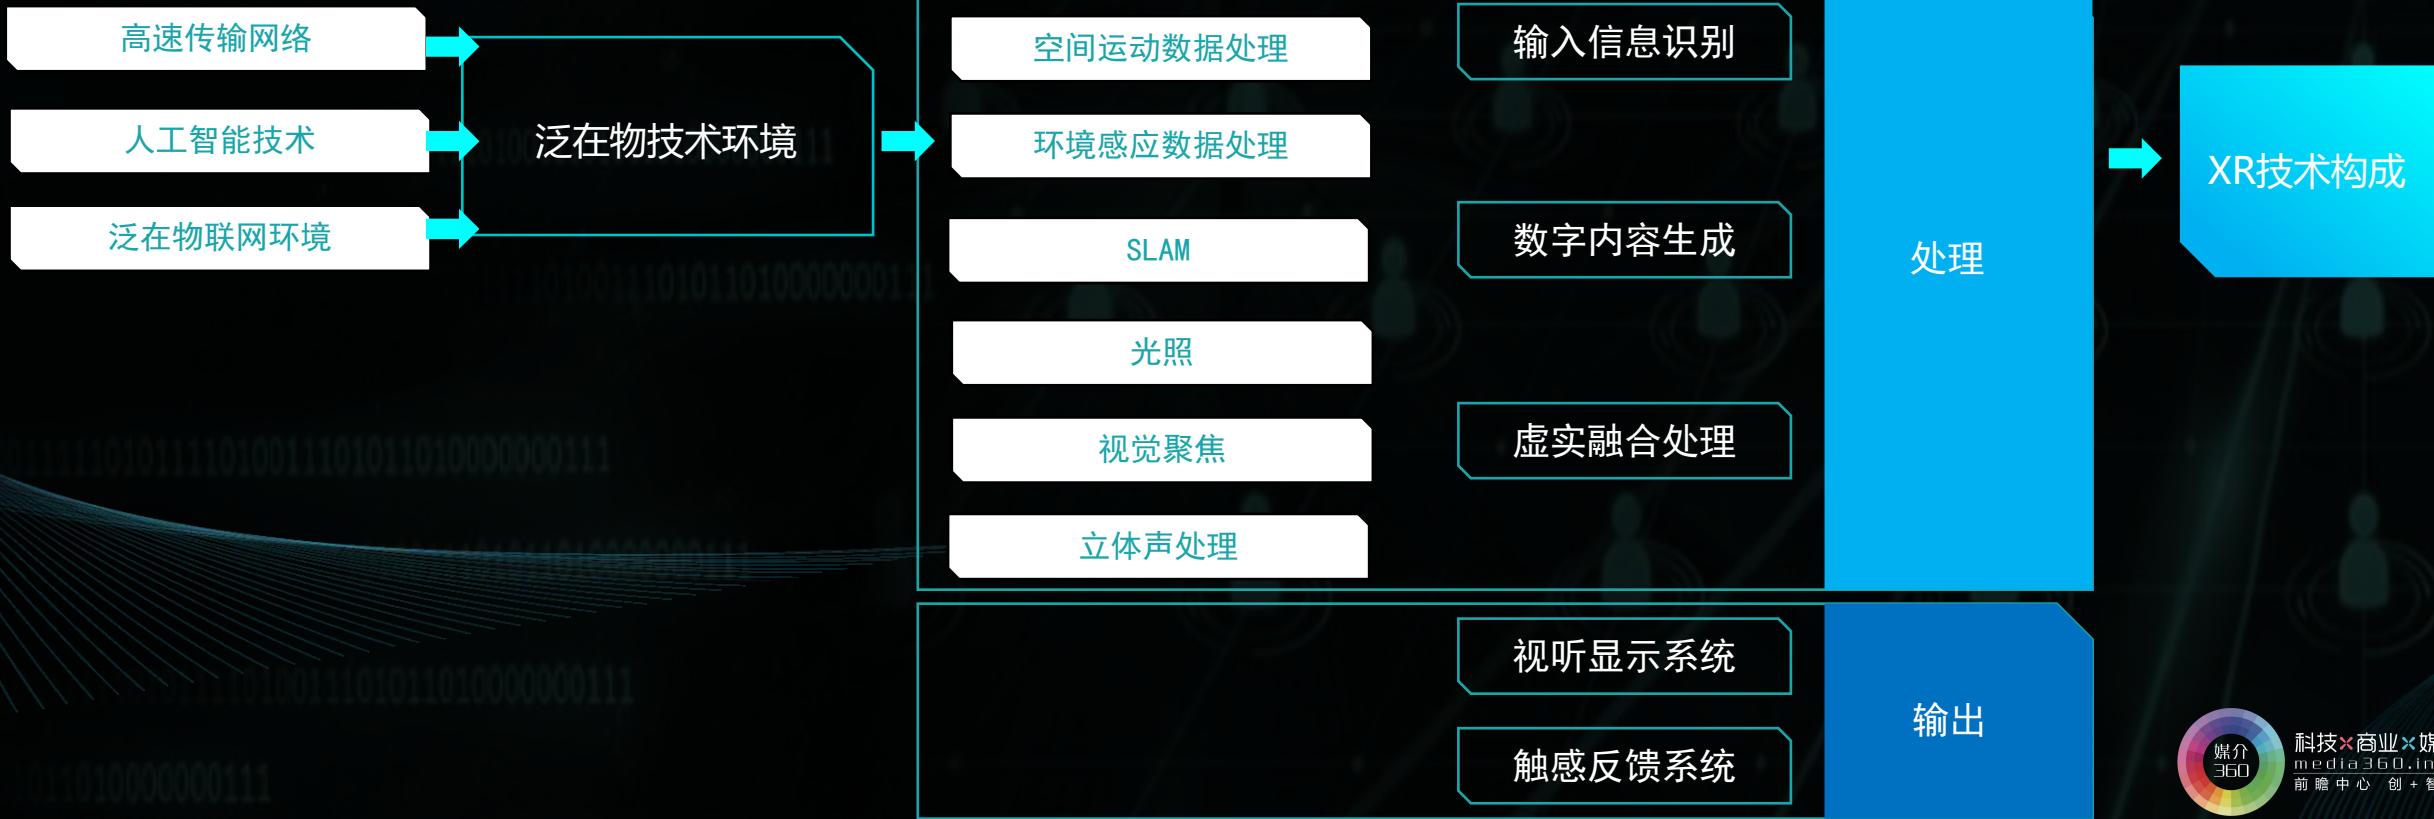 高速传输网络
人工智能技术
泛在物联网环境
泛在物技术环境
空间运动数据处理
环境感应数据处理
SLAM
光照
视觉聚焦
立体声处理
输入信息识别
数字内容生成
虚实融合处理
处理
XR技术构成
视听显示系统
触感反馈系统
输出
媒介
360
科技×商业×媒
media360.in
前瞻中心 创+智